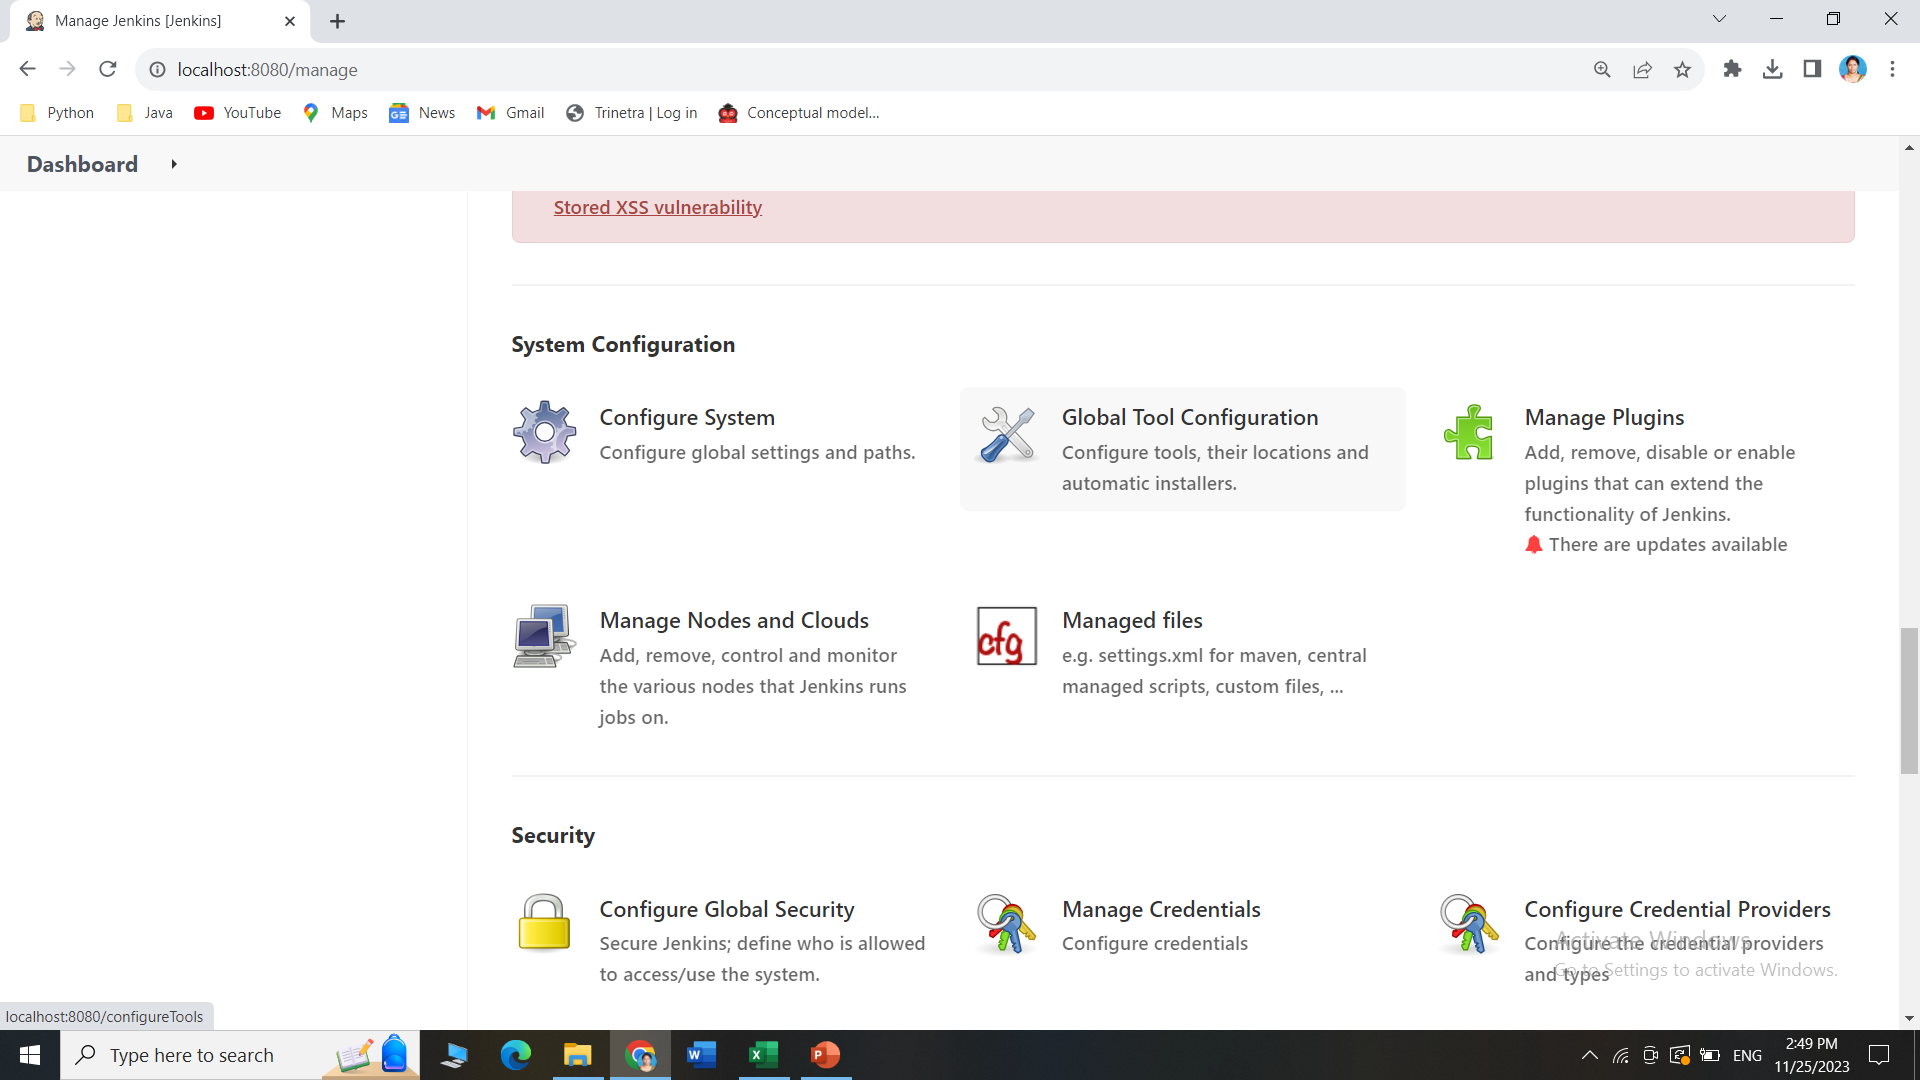 Manage Jenkins [Jenkins]
localhost:8080/manage
Python
Java
YouTube
Maps
News
Gmail
Trinetra | Log in
Conceptual model...
Dashboard
Stored XSS vulnerability
System Configuration
Configure System
Configure global settings and paths.
Global Tool Configuration
Configure tools, their locations and
automatic installers.
Manage Plugins
Add, remove, disable or enable
plugins that can extend the
functionality of Jenkins.
There are updates available
Manage Nodes and Clouds
Add, remove, control and monitor
the various nodes that Jenkins runs
jobs on.
cfg
Managed files
e.g. settings.xml for maven, central
managed scripts, custom files, ...
Security
Configure Global Security
Secure Jenkins; define who is allowed
to access/use the system.
Manage Credentials
Configure credentials
Configure Credential Providers
Configure the credential providers
and types
Activate Windows
Go to Settings to activate Windows.
localhost:8080/configureTools
Type here to search
ENG
2:49 PM
11/25/2023